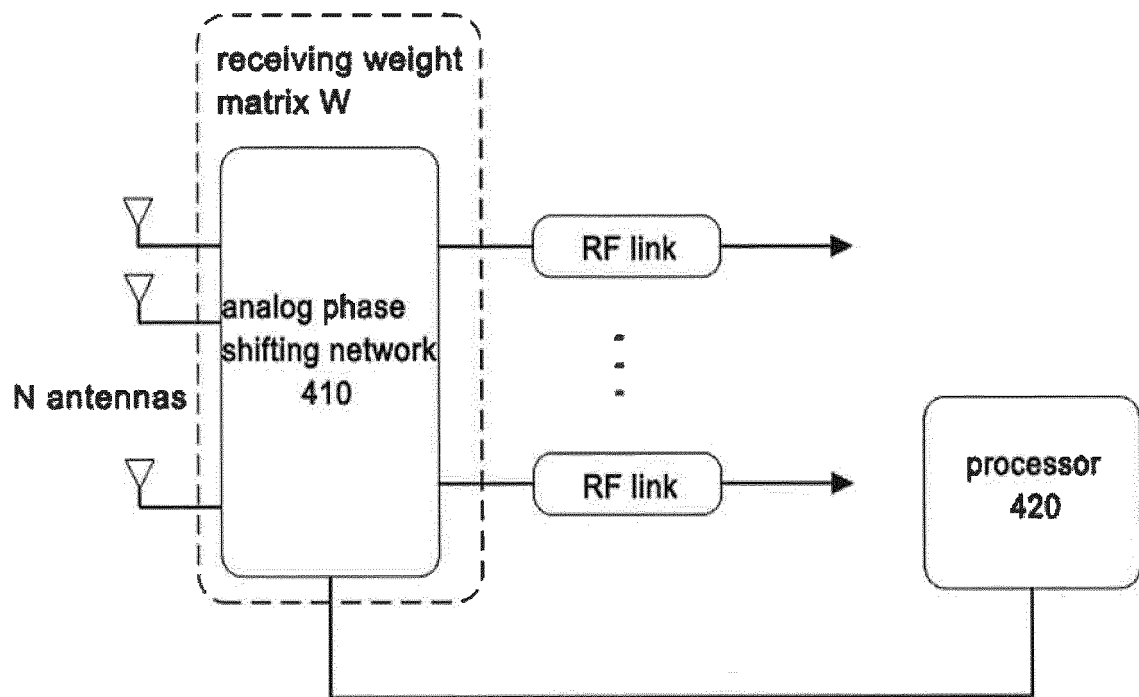 receiving weight
matrix W
RF link
analog phase
shifting network
410
N antennas
RF link
processor
420